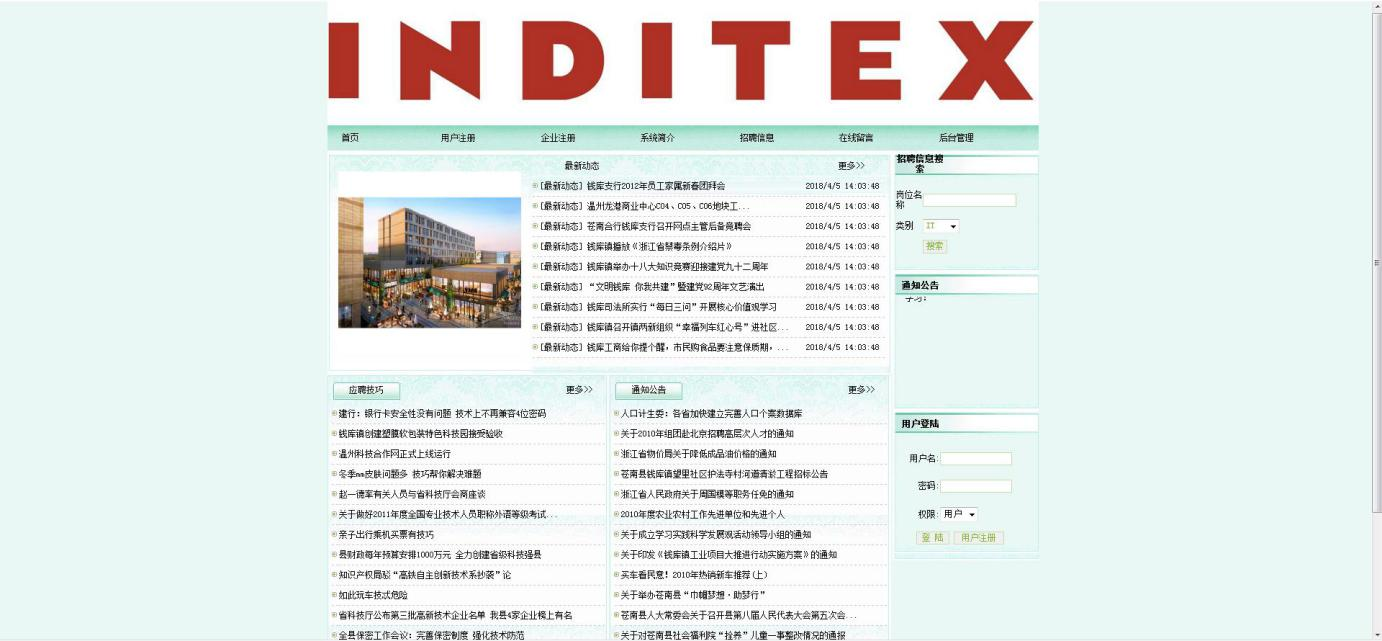 INDITEX
首页 用户注册 企业注册 系统简介 招聘信息 在线留言 后台管理
最新动态 更多>>
[最新动态] 钱库支行2012年员工家属新春团拜会 2018/4/5 14:03:48
[最新动态] 温州龙港商业中心C04、C05、C06地块工... 2018/4/5 14:03:48
[最新动态] 苍南台行钱库支行召开网点主管后备竞聘会 2018/4/5 14:03:48
[最新动态] 钱库镇播放《浙江省禁毒条例介绍片》 2018/4/5 14:03:48
[最新动态] 钱库镇举办十八大知识竞赛迎接建党九十二周年 2018/4/5 14:03:48
[最新动态] “文明钱库 你我共建”暨建党92周年文艺演出 2018/4/5 14:03:48
[最新动态] 钱库司法所实行“每日三问”开展核心价值观学习 2018/4/5 14:03:48
[最新动态] 钱库镇召开镇两新组织“幸福列车红心号”进社区... 2018/4/5 14:03:48
[最新动态] 钱库工商给你提个醒，市民购食品要注意保质期，... 2018/4/5 14:03:48
招聘信息搜
索
岗位名
称
类别 IT
搜索
通知公告
学习：
应聘技巧 更多>>
建行：银行卡安全性没有问题 技术上不再兼容4位密码
钱库镇创建塑膜软包装特色科技园接受验收
温州科技合作网正式上线运行
冬季mm皮肤问题多 技巧帮你解决难题
赵一德率有关人员与省科技厅会商座谈
关于做好2011年度全国专业技术人员职称外语等级考试...
亲子出行乘机买票有技巧
县财政每年预算安排1000万元 全力创建省级科技强县
知识产权局驳“高铁自主创新技术系抄袭”论
如此玩车技忒危险
省科技厅公布第三批高新技术企业名单 我县4家企业榜上有名
全县保密工作会议：完善保密制度 强化技术防范
通知公告 更多>>
人口计生委：各省加快建立完善人口个案数据库
关于2010年组团赴北京招聘高层次人才的通知
浙江省物价局关于降低成品油价格的通知
苍南县钱库镇望里社区护法寺村河道清淤工程招标公告
浙江省人民政府关于周国模等职务任免的通知
2010年度农业农村工作先进单位和先进个人
关于成立学习实践科学发展观活动领导小组的通知
关于印发《钱库镇工业项目大推进行动实施方案》的通知
买车看民意！2010年热销新车推荐(上)
关于举办苍南县“巾帼梦想·助梦行”
苍南县人大常委会关于召开县第八届人民代表大会第五次会...
关于对苍南县社会福利院“拴养”儿童一事整改情况的通报
用户登陆
用户名:
密码:
权限: 用户
登 陆 用户注册